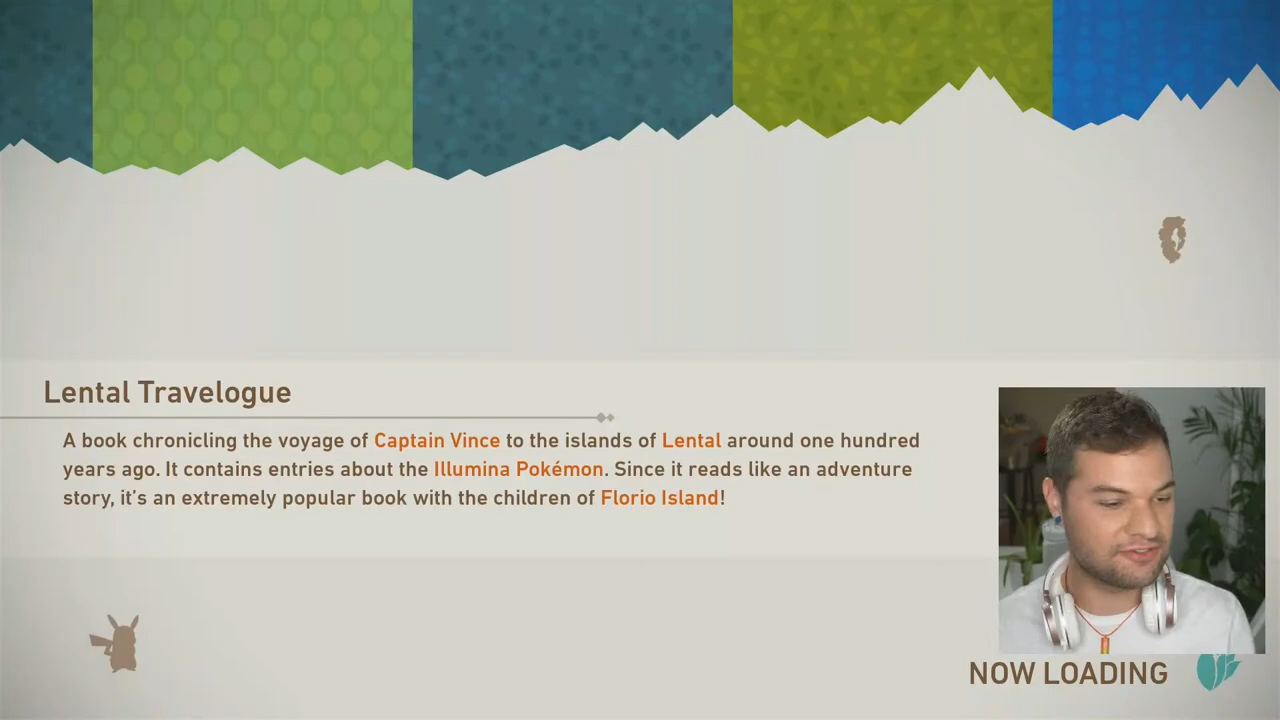 Lental Travelogue
A book chronicling the voyage of Captain Vince to the islands of Lental around one hundred
years ago. It contains entries about the Illumina Pokémon. Since it reads like an adventure
story, it's an extremely popular book with the children of Florio Island!
NOW LOADING